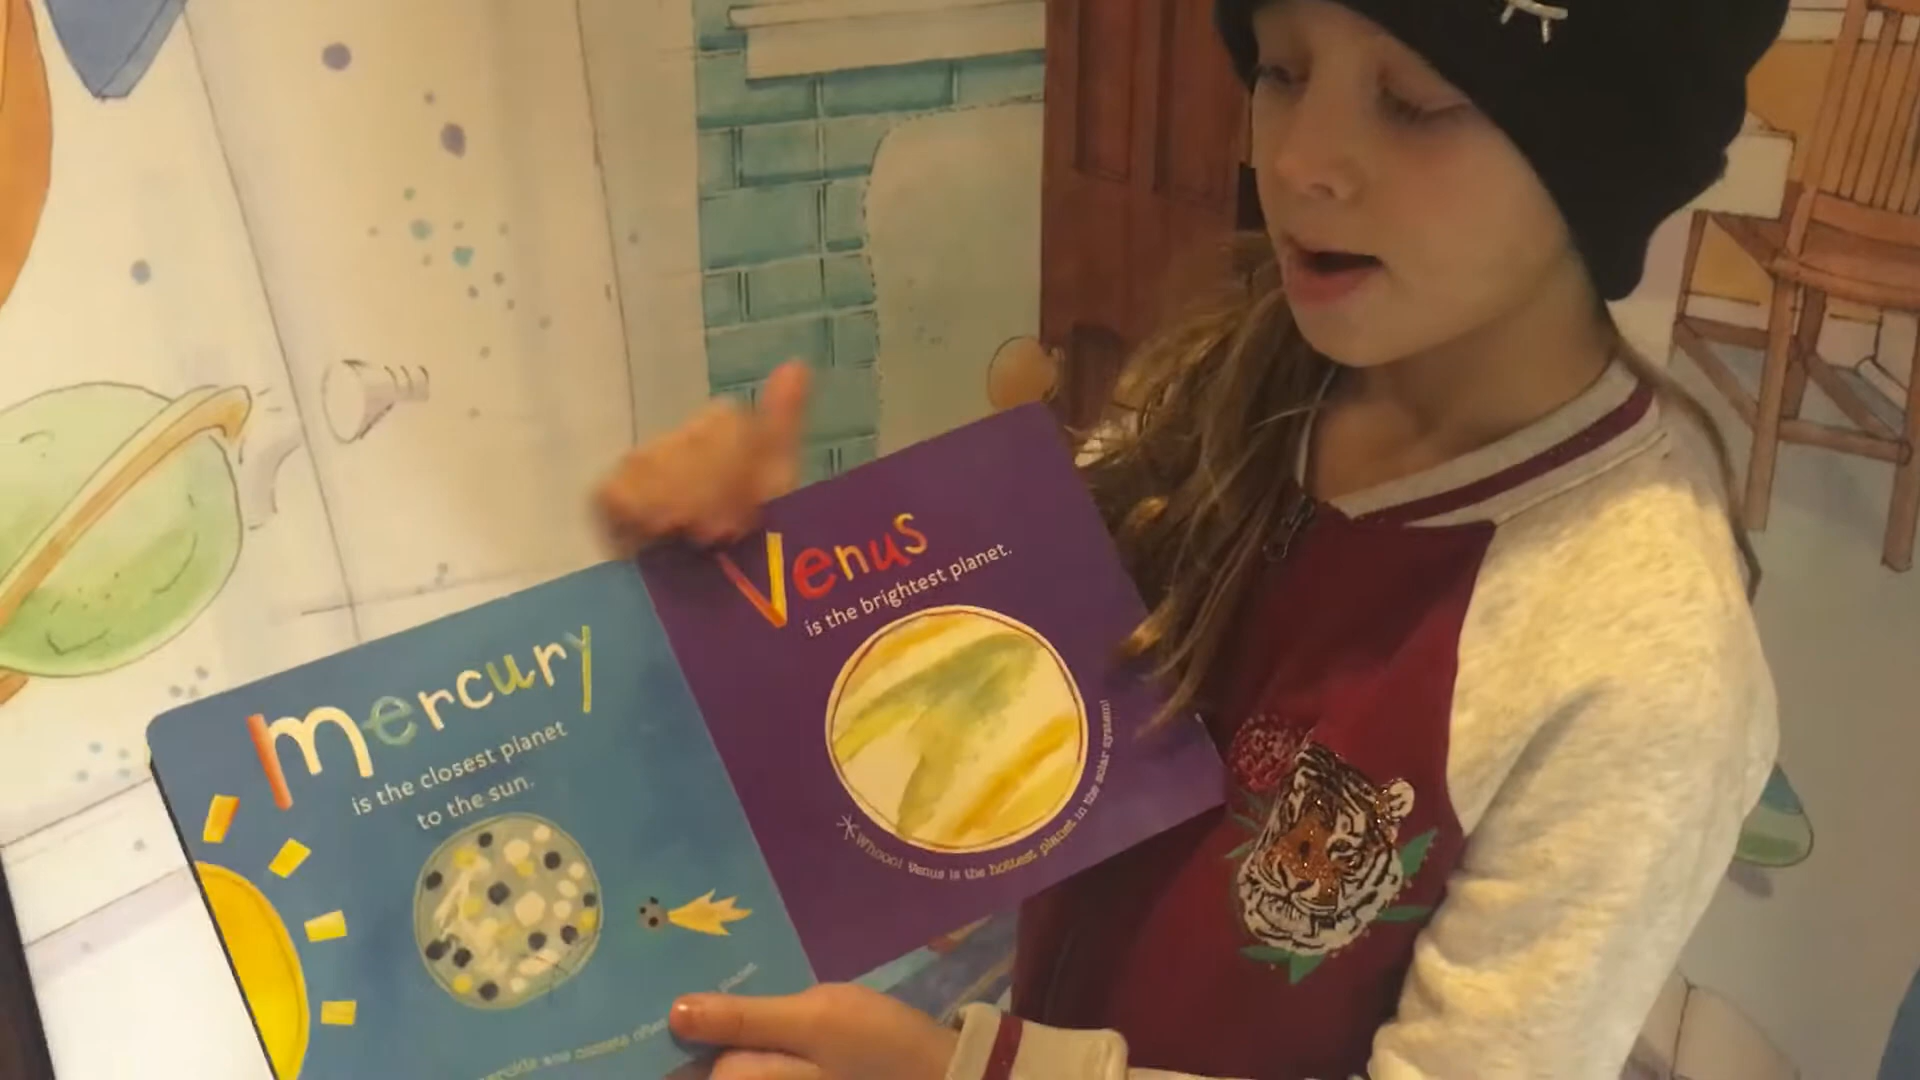 Mercury
is the closest planet
to the sun.
Venus
is the brightest planet.
Whooo! Venus is the hottest planet in the solar system!